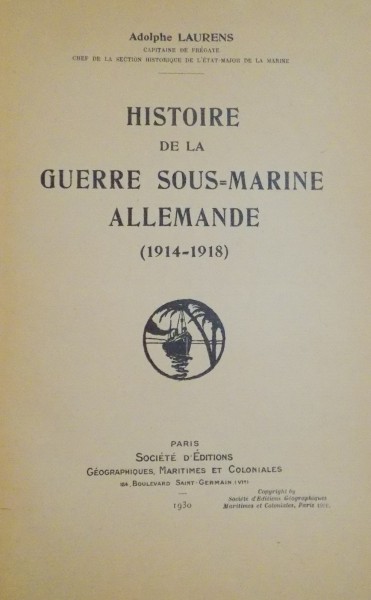 Adolphe LAURENS
CAPITAINE DE FRÉGATE
CHEF DE LA SECTION HISTORIQUE DE L'ÉTAT-MAJOR DE LA MARINE
HISTOIRE
DE LA
GUERRE SOUS=MARINE
ALLEMANDE
(1914-1918)
PARIS
SOCIÉTÉ D'ÉDITIONS
GÉOGRAPHIQUES, MARITIMES ET COLONIALES
184, BOULEVARD SAINT-GERMAIN (VIᵉ)
1930
Copyright by
Société d'Éditions Géographiques
Maritimes et Coloniales, Paris